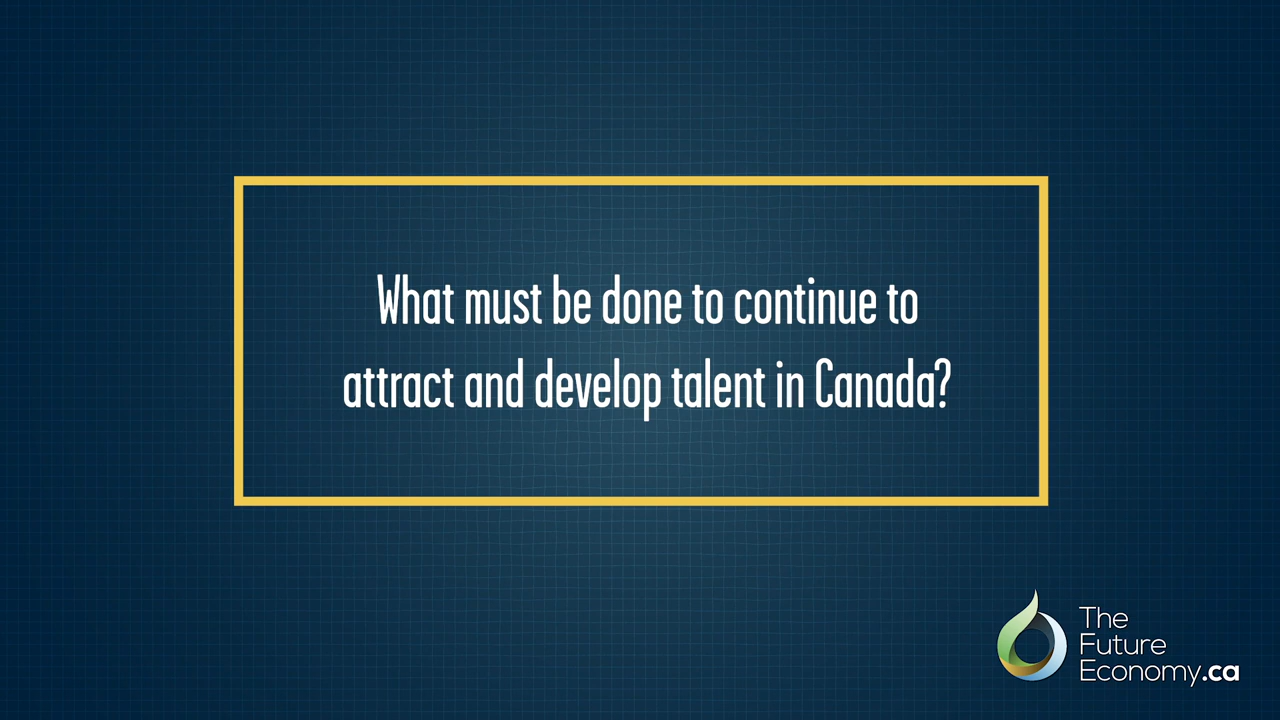 What must be done to continue to
attract and develop talent in Canada?
The
Future
Economy.ca